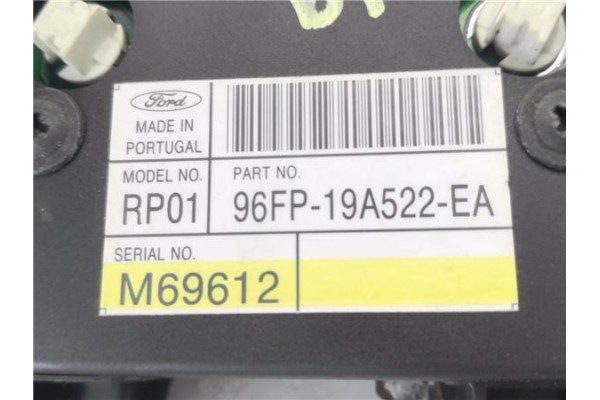 Ford
MADE IN
PORTUGAL
MODEL NO.
RP01
PART NO.
96FP-19A522-EA
SERIAL NO.
M69612